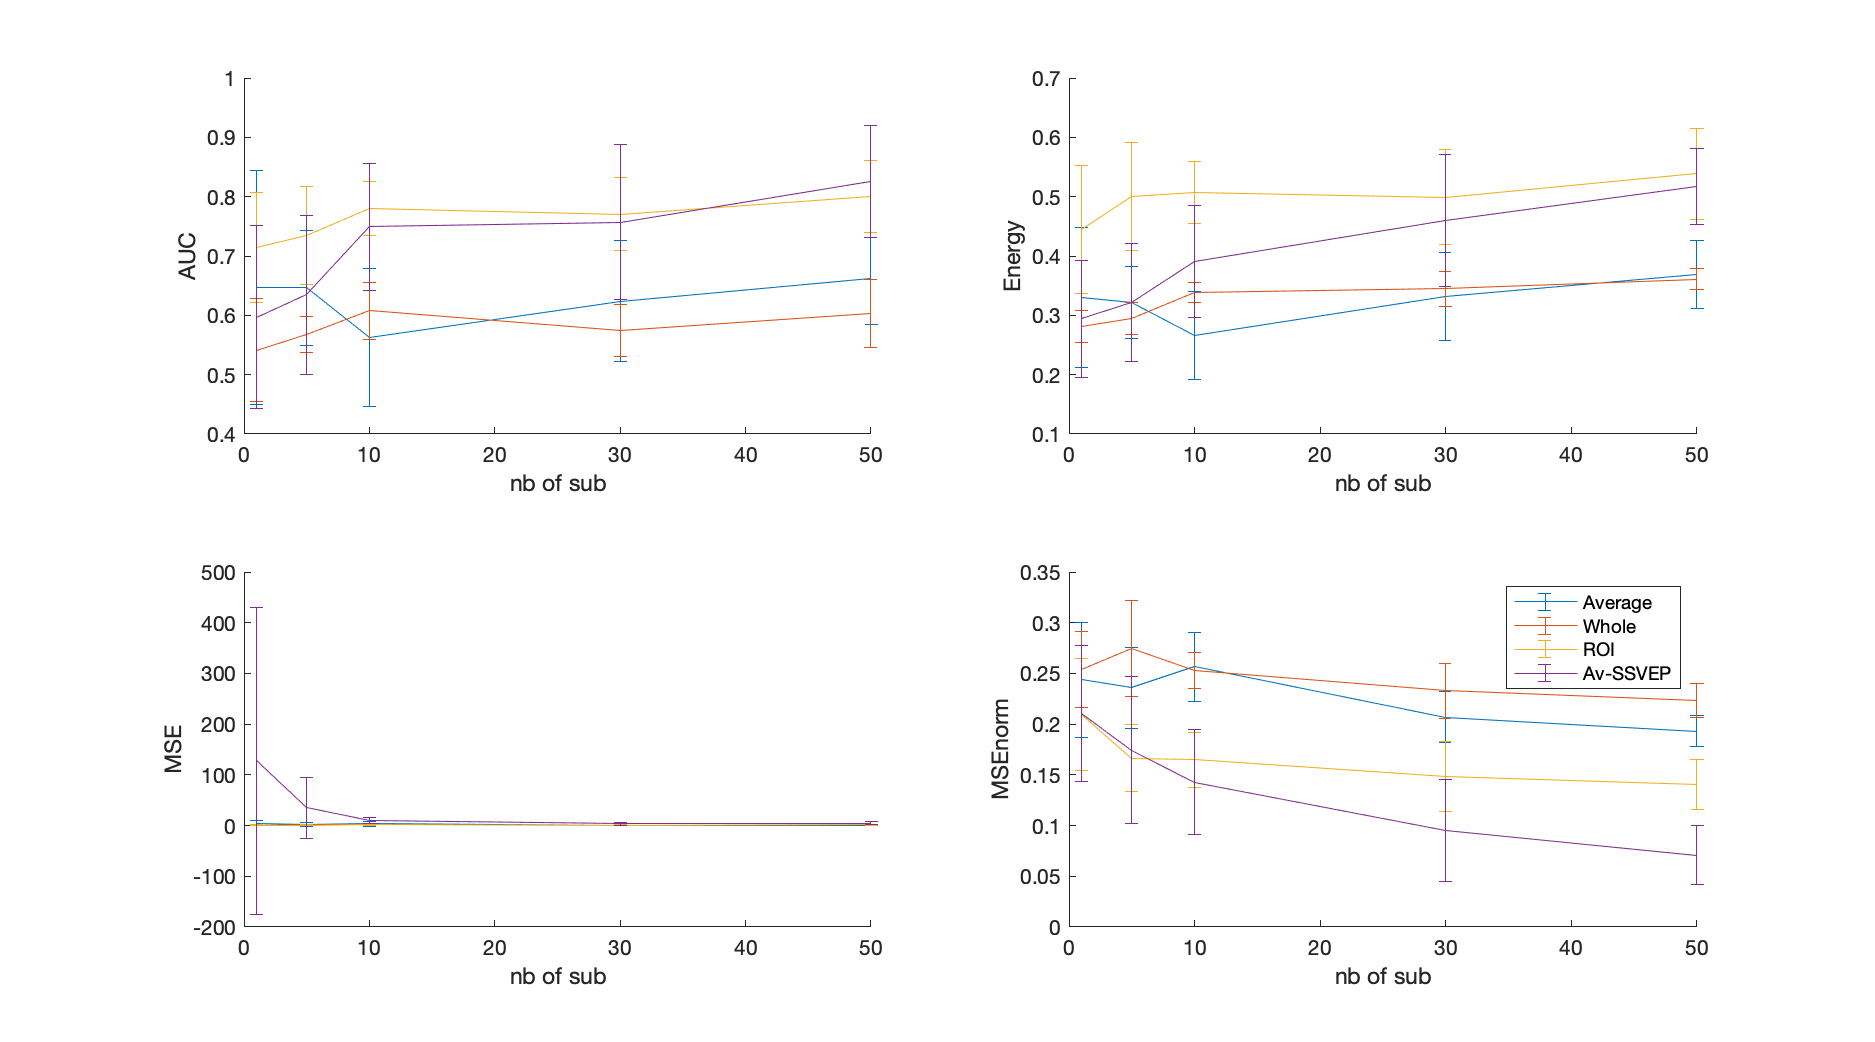 1
0.9
0.8
0.7
0.6
0.5
0.4
AUC
0 10 20 30 40 50
nb of sub
0.7
0.6
0.5
0.4
0.3
0.2
0.1
Energy
0 10 20 30 40 50
nb of sub
500
400
300
200
100
0
-100
-200
MSE
0 10 20 30 40 50
nb of sub
0.35
0.3
0.25
0.2
0.15
0.1
0.05
0
MSEnorm
0 10 20 30 40 50
nb of sub
Average
Whole
ROI
Av-SSVEP